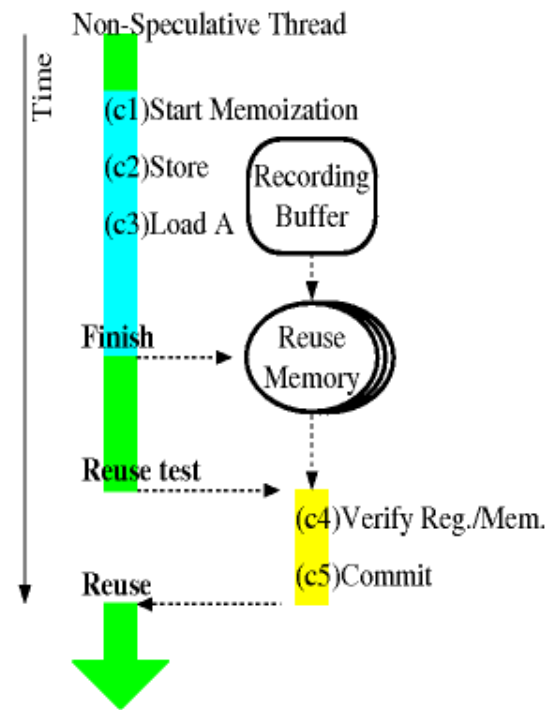 Non-Speculative Thread
Time
(c1)Start Memoization
(c2)Store
(c3)Load A
Recording
Buffer
Finish
Reuse
Memory
Reuse test
(c4)Verify Reg./Mem.
(c5)Commit
Reuse